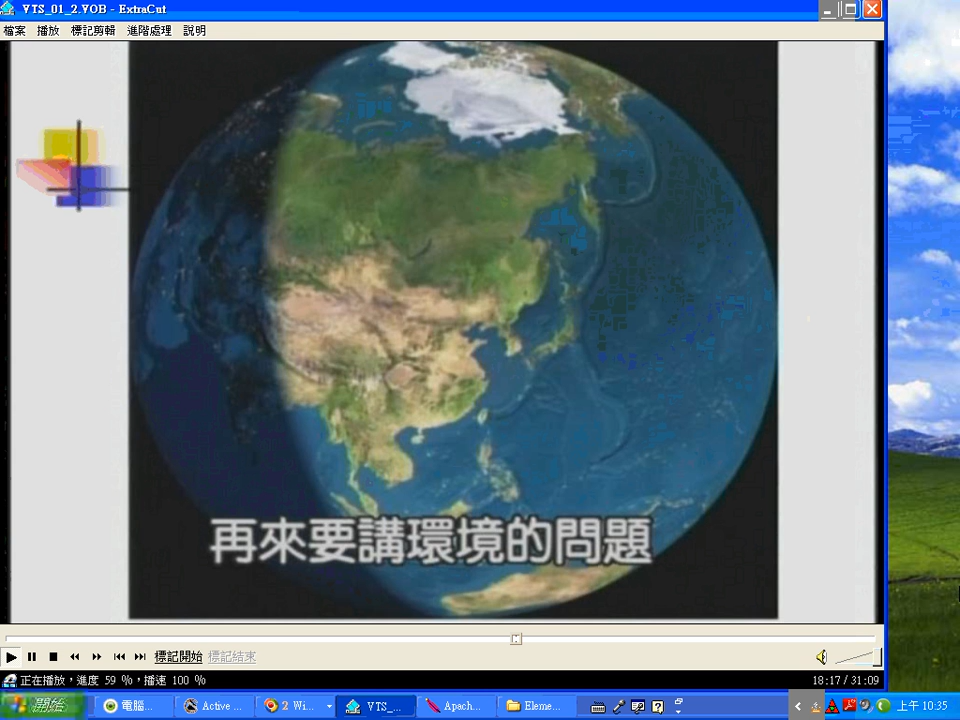 VTS_01_2.VOB - ExtraCut
檔案 播放 標記剪輯 進階處理 說明
再來要講環境的問題
標記開始 標記結束
正在播放，進度 59 %，播速 100 %
18:17 / 31:09
開始 電腦... Active ... 2 Wi... VTS_... Apach... Eleme... 上午 10:35